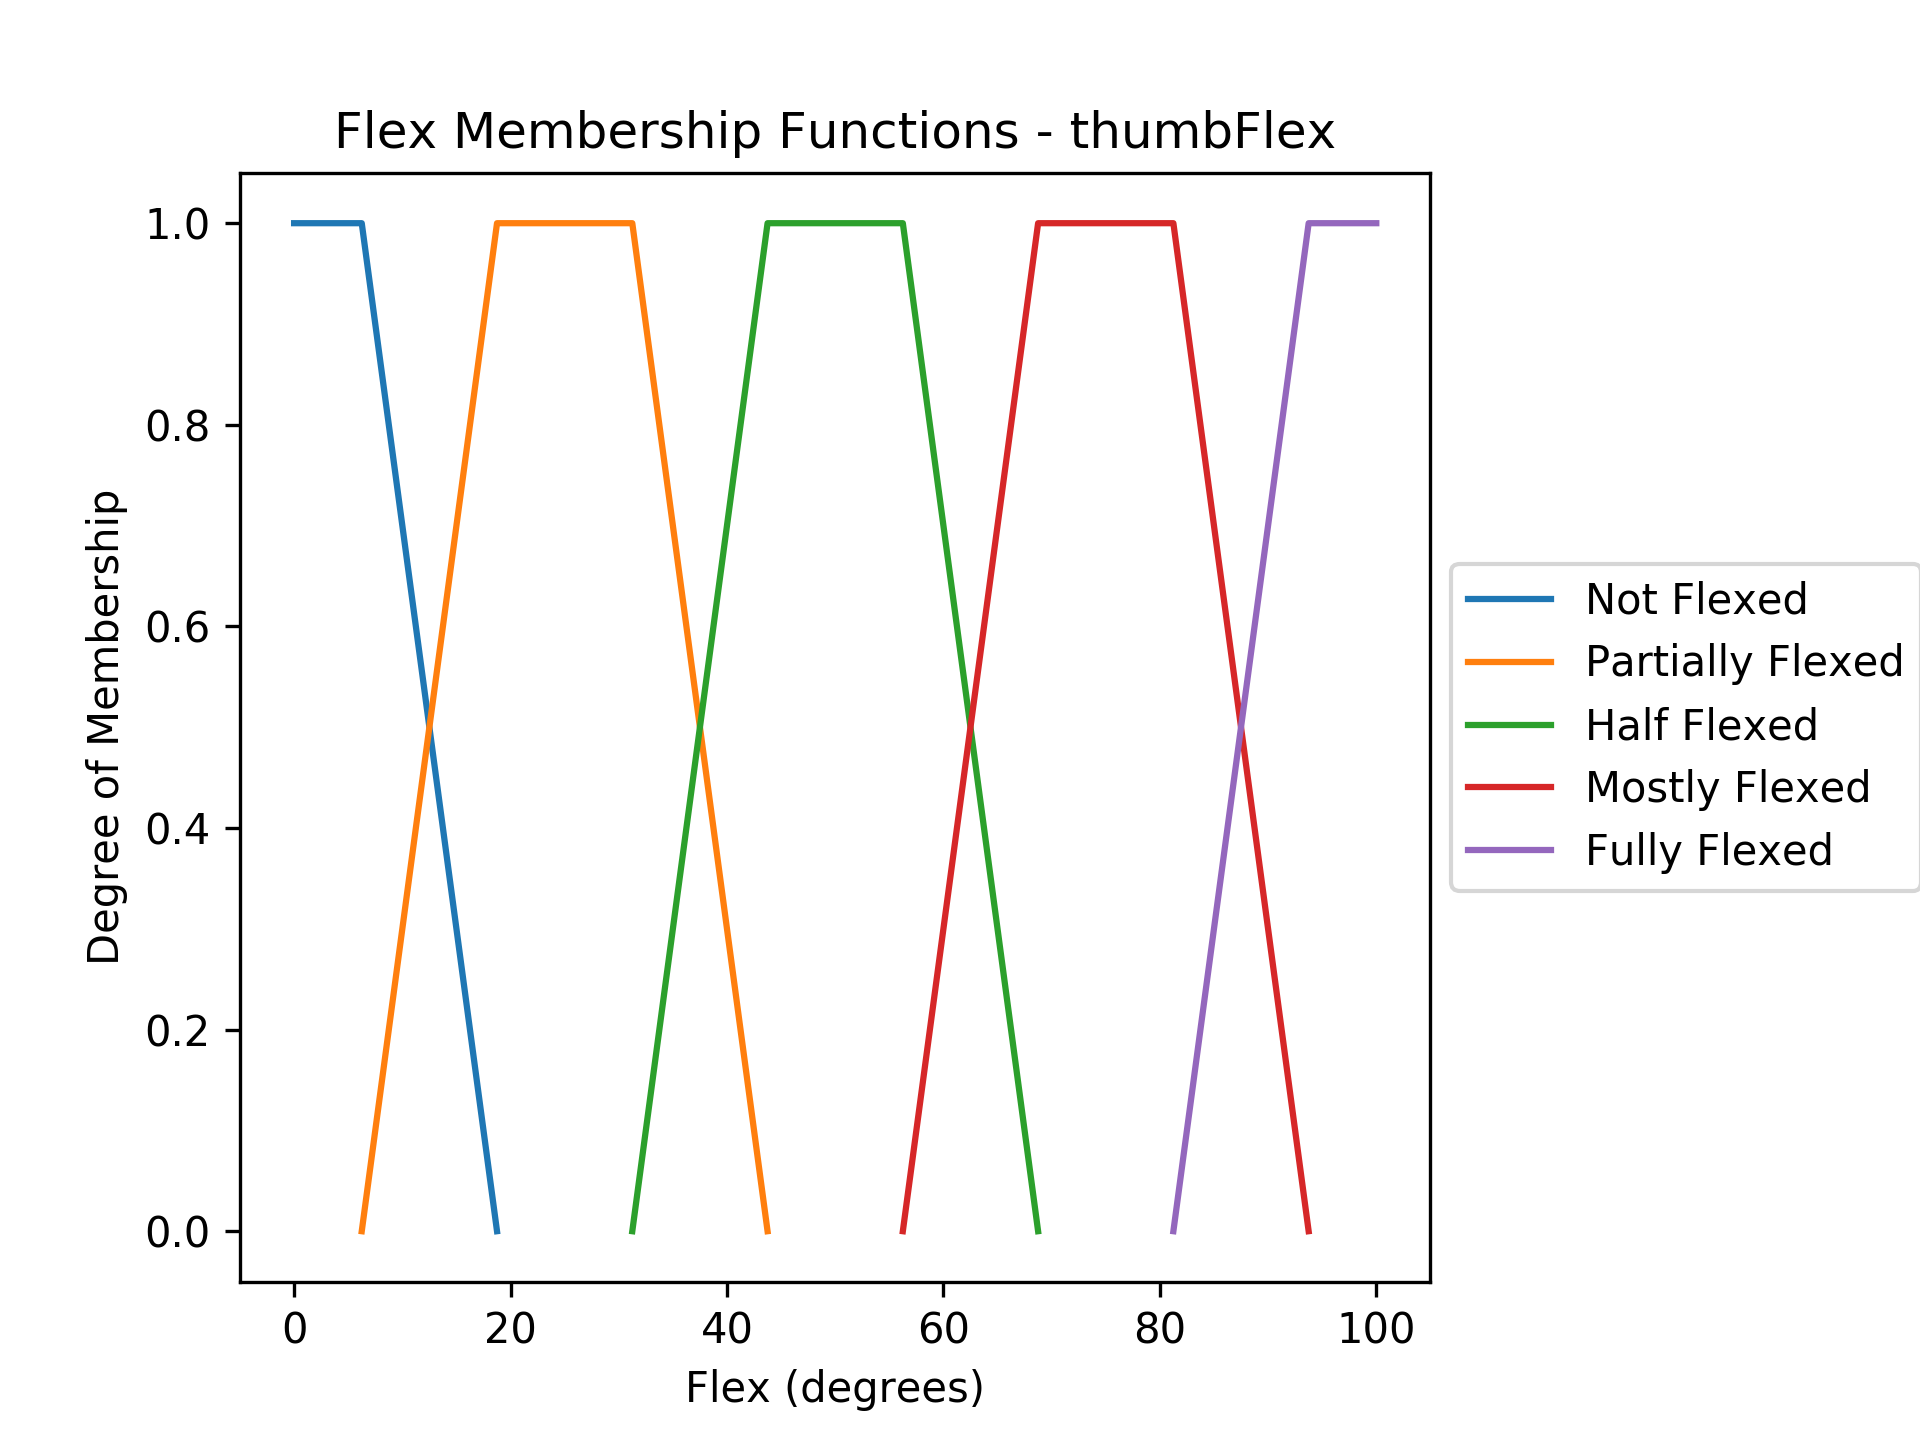 Flex Membership Functions - thumbFlex
1.0
0.8
0.6
0.4
0.2
0.0
Degree of Membership
0 20 40 60 80 100
Flex (degrees)
Not Flexed
Partially Flexed
Half Flexed
Mostly Flexed
Fully Flexed